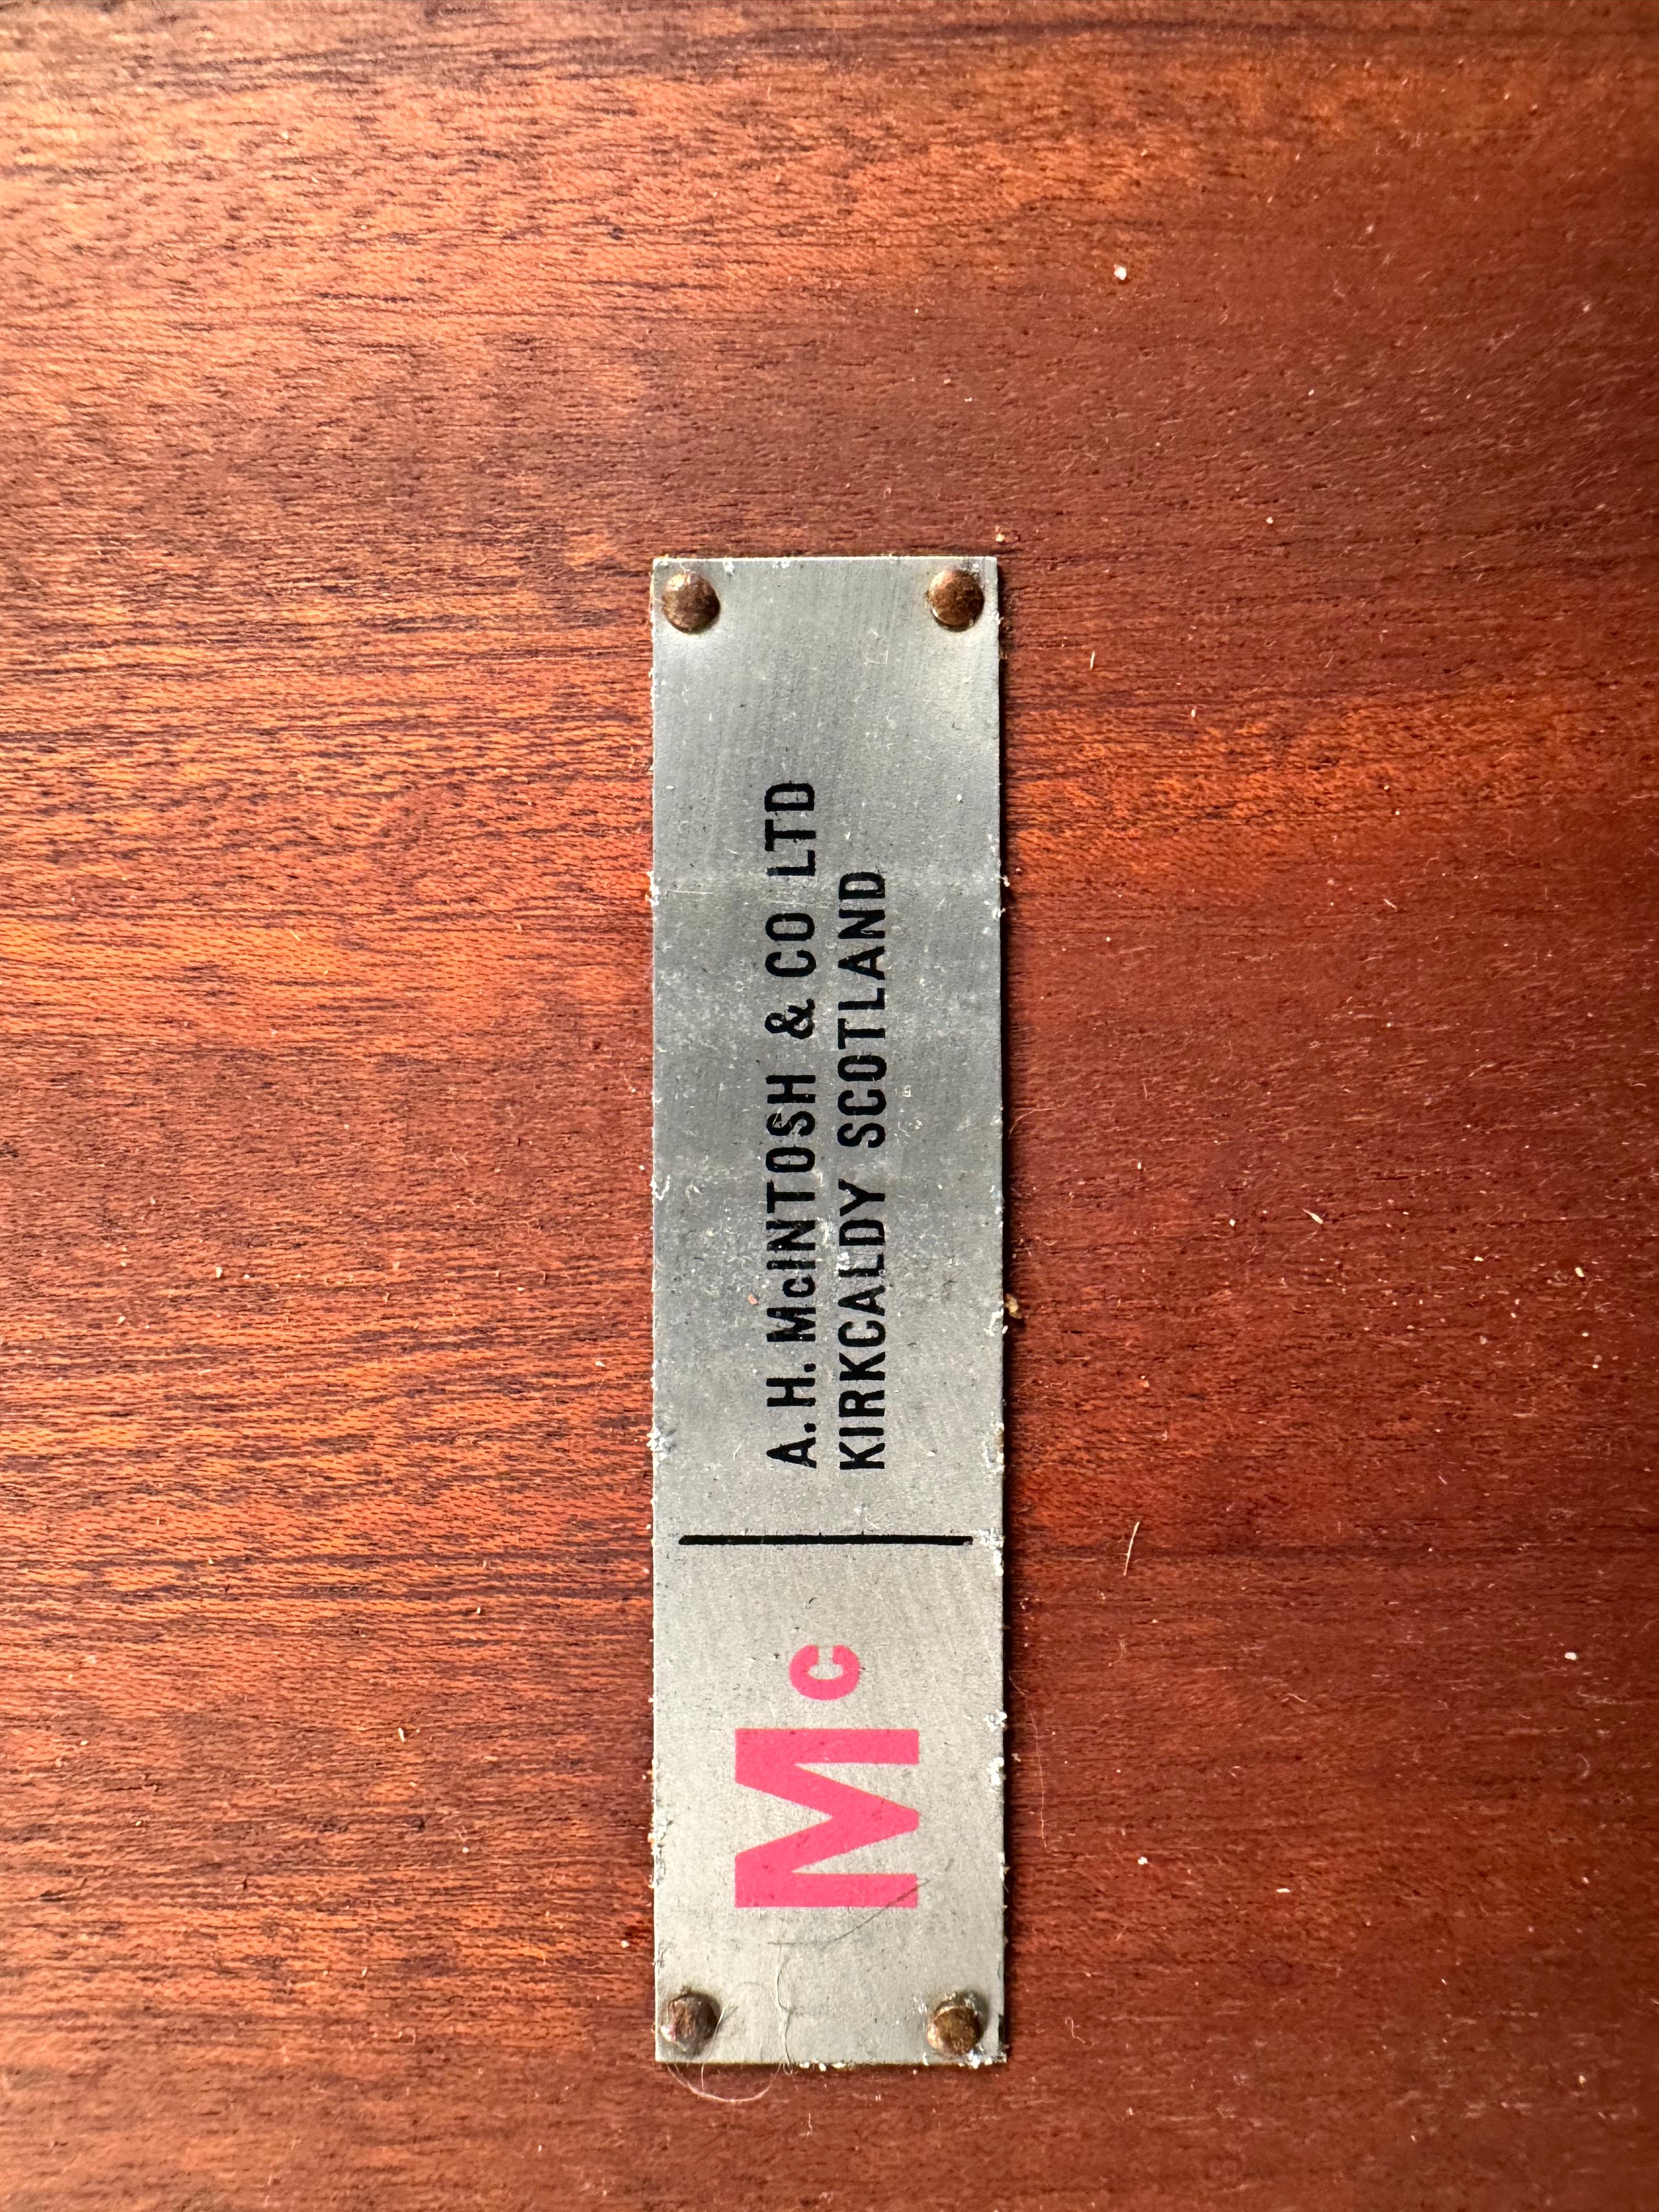 Mc
A.H. McINTOSH & CO LTD
KIRKCALDY SCOTLAND